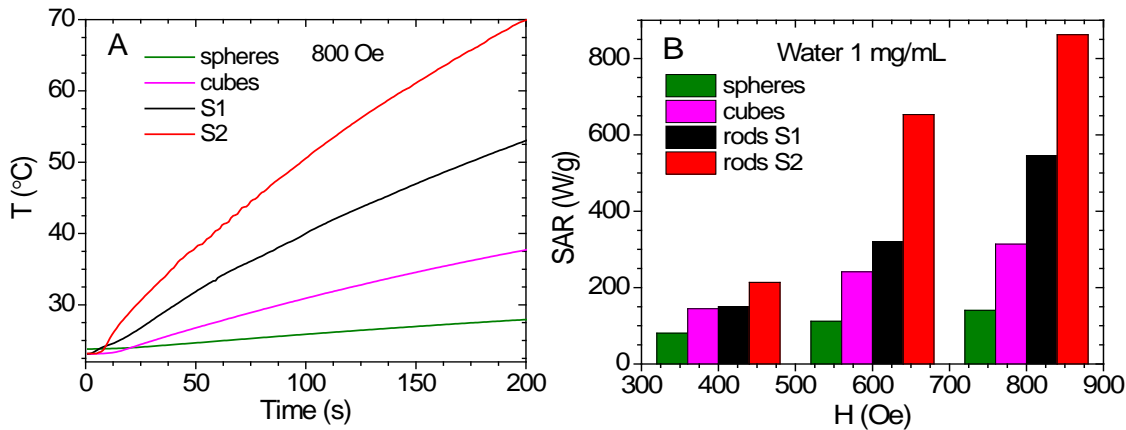 A
800 Oe
spheres
cubes
S1
S2
70
60
50
40
30
T (°C)
0
50
100
150
200
Time (s)
B
Water 1 mg/mL
spheres
cubes
rods S1
rods S2
800
600
400
200
0
SAR (W/g)
300
400
500
600
700
800
900
H (Oe)